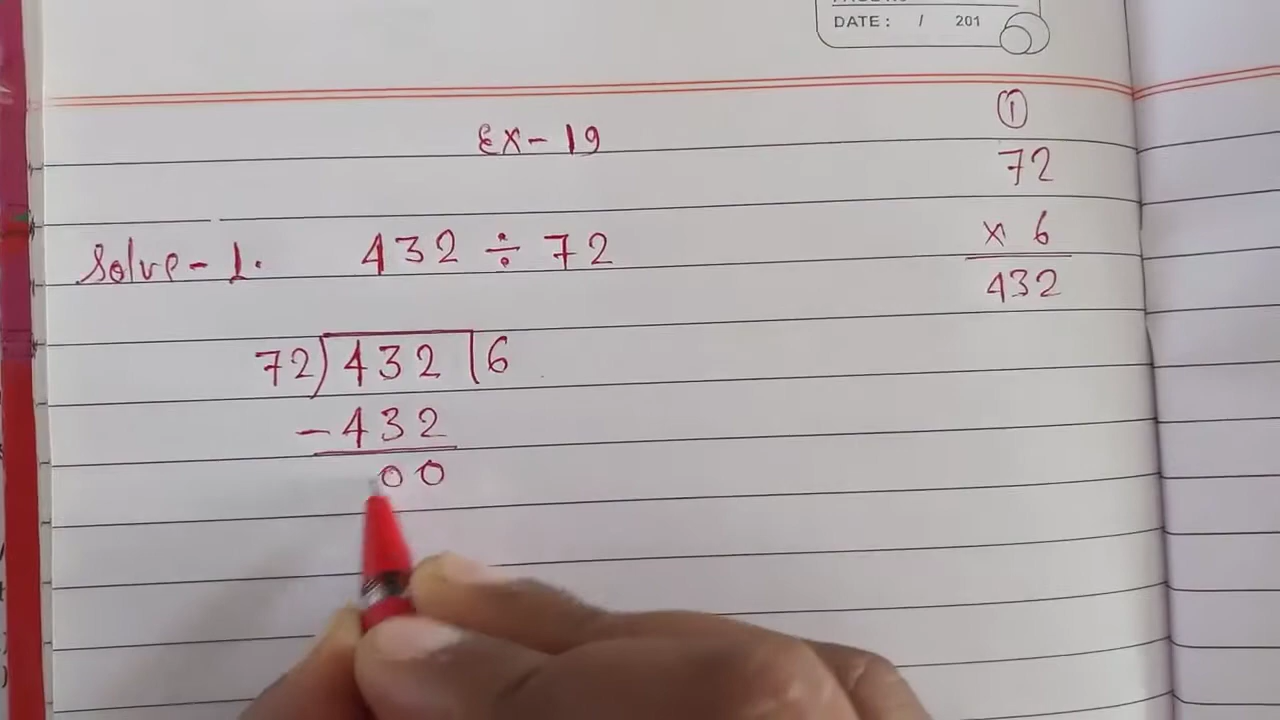 DATE : / 201
Ex - 19
Solve - 1. 432 ÷ 72
72)432|6
- 432
00
1
72
x 6
432